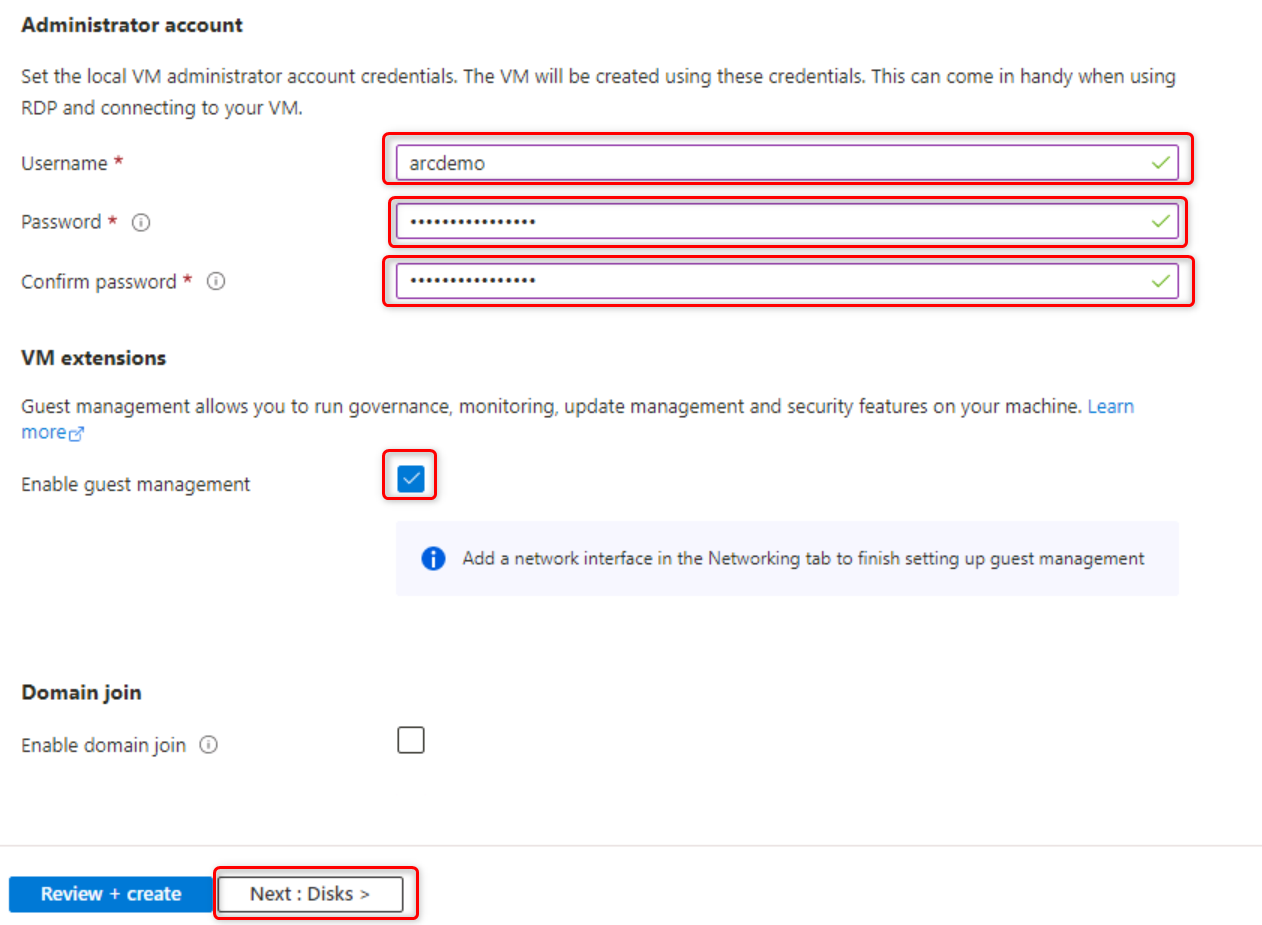 Administrator account
Set the local VM administrator account credentials. The VM will be created using these credentials. This can come in handy when using
RDP and connecting to your VM.
Username *
arcdemo
Password *
••••••••••••••••
Confirm password *
••••••••••••••••
VM extensions
Guest management allows you to run governance, monitoring, update management and security features on your machine. Learn
more
Enable guest management
Add a network interface in the Networking tab to finish setting up guest management
Domain join
Enable domain join
Review + create
Next : Disks >